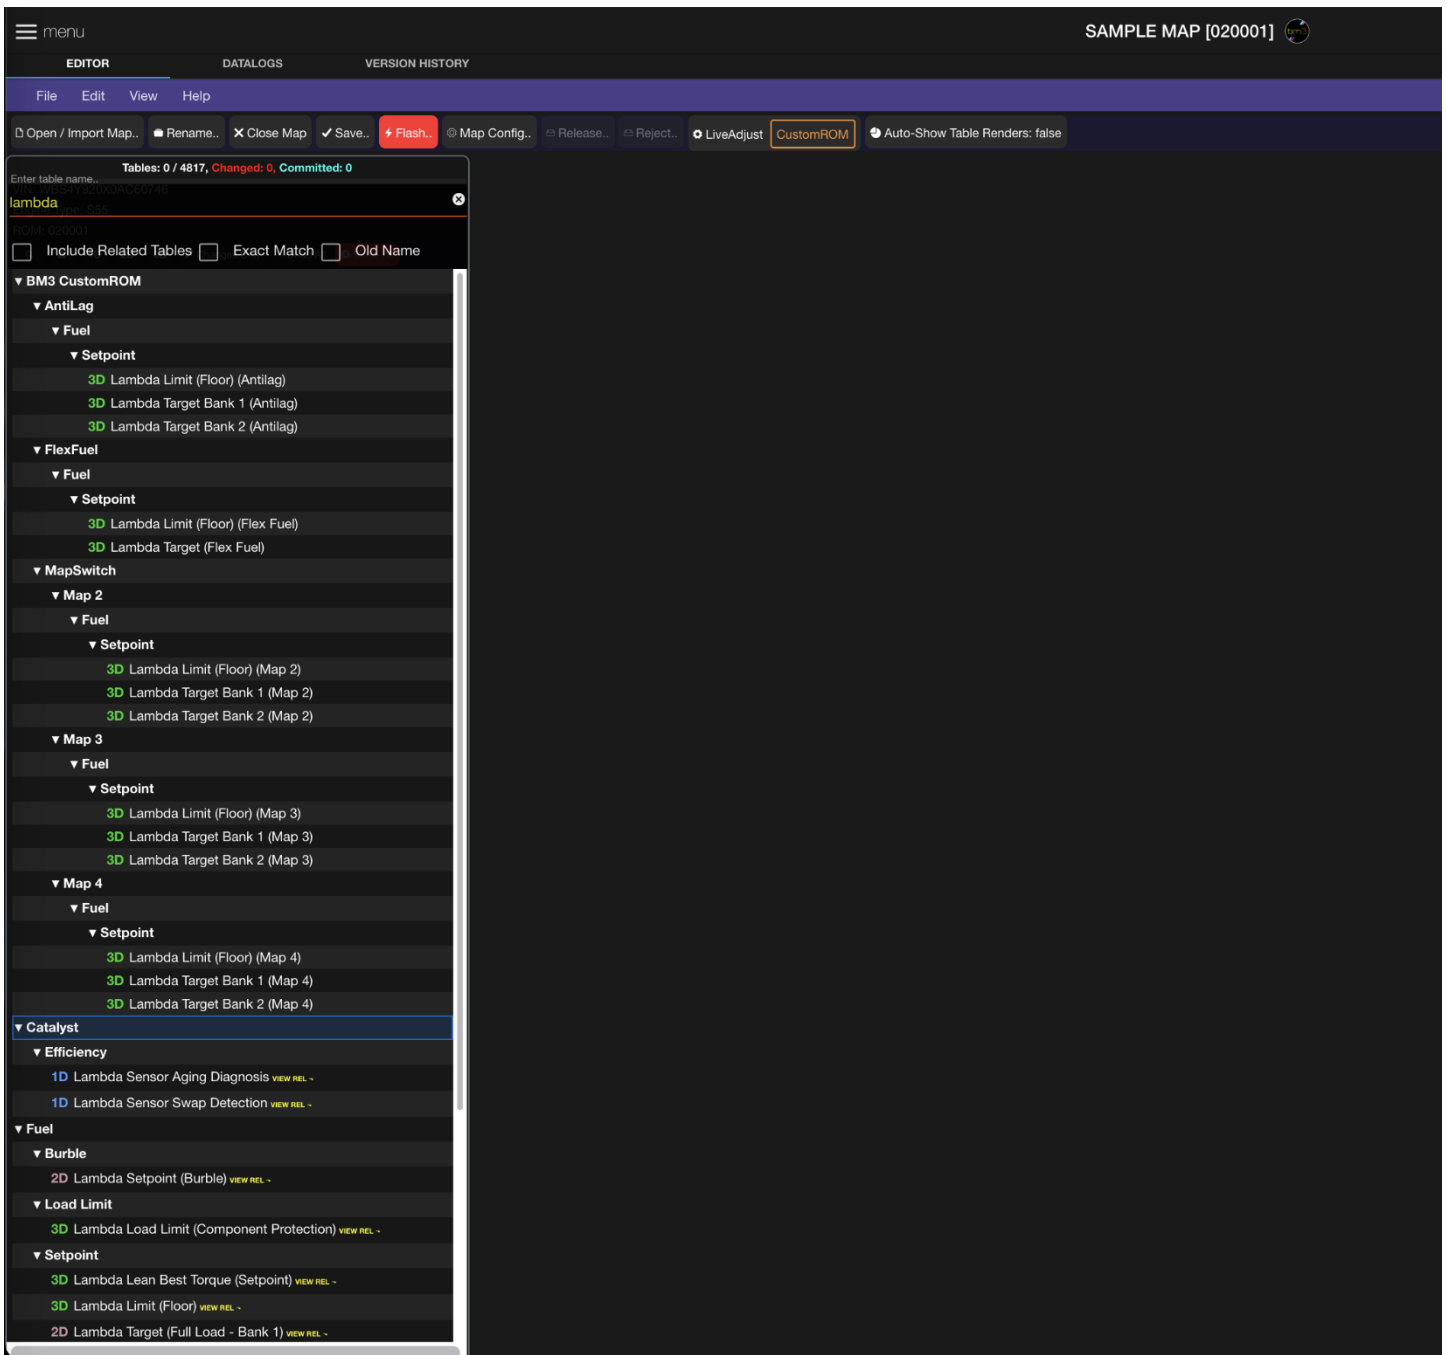 menu
SAMPLE MAP [020001]
bm3
EDITOR DATALOGS VERSION HISTORY
File Edit View Help
Open / Import Map.. Rename.. Close Map Save.. Flash.. Map Config.. Release.. Reject.. LiveAdjust CustomROM Auto-Show Table Renders: false
Tables: 0 / 4817, Changed: 0, Committed: 0
Enter table name..
lambda
Engine Type: S55
ROM: 020001
Include Related Tables Exact Match Old Name
▾ BM3 CustomROM
▾ AntiLag
▾ Fuel
▾ Setpoint
3D Lambda Limit (Floor) (Antilag)
3D Lambda Target Bank 1 (Antilag)
3D Lambda Target Bank 2 (Antilag)
▾ FlexFuel
▾ Fuel
▾ Setpoint
3D Lambda Limit (Floor) (Flex Fuel)
3D Lambda Target (Flex Fuel)
▾ MapSwitch
▾ Map 2
▾ Fuel
▾ Setpoint
3D Lambda Limit (Floor) (Map 2)
3D Lambda Target Bank 1 (Map 2)
3D Lambda Target Bank 2 (Map 2)
▾ Map 3
▾ Fuel
▾ Setpoint
3D Lambda Limit (Floor) (Map 3)
3D Lambda Target Bank 1 (Map 3)
3D Lambda Target Bank 2 (Map 3)
▾ Map 4
▾ Fuel
▾ Setpoint
3D Lambda Limit (Floor) (Map 4)
3D Lambda Target Bank 1 (Map 4)
3D Lambda Target Bank 2 (Map 4)
▾ Catalyst
▾ Efficiency
1D Lambda Sensor Aging Diagnosis VIEW REL ¬
1D Lambda Sensor Swap Detection VIEW REL ¬
▾ Fuel
▾ Burble
2D Lambda Setpoint (Burble) VIEW REL ¬
▾ Load Limit
3D Lambda Load Limit (Component Protection) VIEW REL ¬
▾ Setpoint
3D Lambda Lean Best Torque (Setpoint) VIEW REL ¬
3D Lambda Limit (Floor) VIEW REL ¬
2D Lambda Target (Full Load - Bank 1) VIEW REL ¬